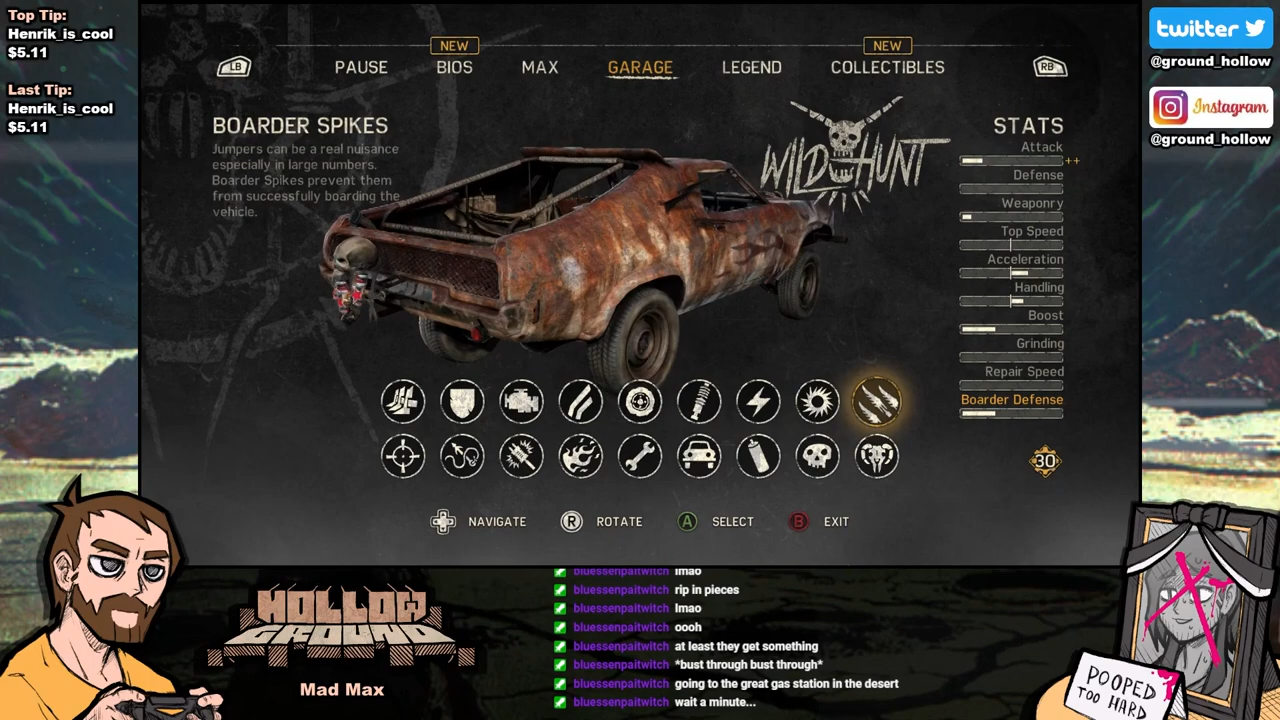 Top Tip:
Henrik_is_cool
$5.11
Last Tip:
Henrik_is_cool
$5.11
NEW
NEW
LB
PAUSE
BIOS
MAX
GARAGE
LEGEND
COLLECTIBLES
RB
BOARDER SPIKES
Jumpers can be a real nuisance
especially in large numbers.
Boarder Spikes prevent them
from successfully boarding the
vehicle.
WILD HUNT
STATS
Attack
++
Defense
Weaponry
Top Speed
Acceleration
Handling
Boost
Grinding
Repair Speed
Boarder Defense
30
NAVIGATE
R ROTATE
A SELECT
B EXIT
twitter
@ground_hollow
Instagram
@ground_hollow
HOLLOW
GROUND
Mad Max
bluessenpaitwitch lmao
bluessenpaitwitch rip in pieces
bluessenpaitwitch lmao
bluessenpaitwitch oooh
bluessenpaitwitch at least they get something
bluessenpaitwitch *bust through bust through*
bluessenpaitwitch going to the great gas station in the desert
bluessenpaitwitch wait a minute...
POOPED
TOO HARD